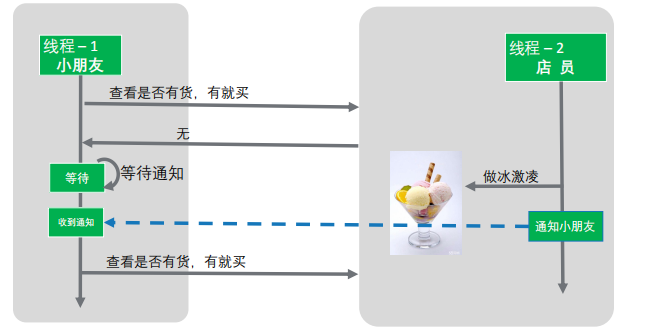 线程－1
小朋友
线程－2
店 员
查看是否有货，有就买
无
等待
等待通知
做冰激凌
收到通知
通知小朋友
查看是否有货，有就买